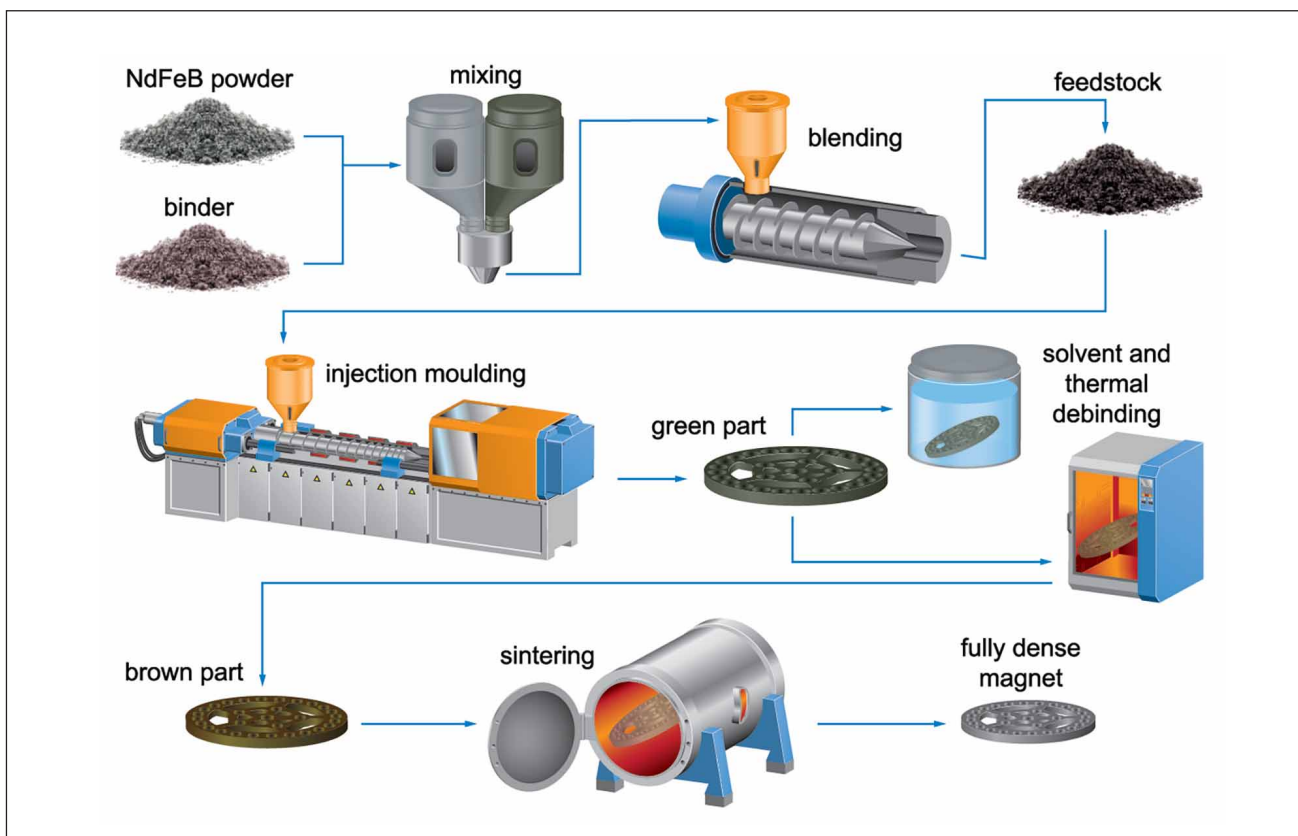 NdFeB powder
mixing
feedstock
blending
binder
injection moulding
solvent and
thermal
debinding
green part
brown part
sintering
fully dense
magnet